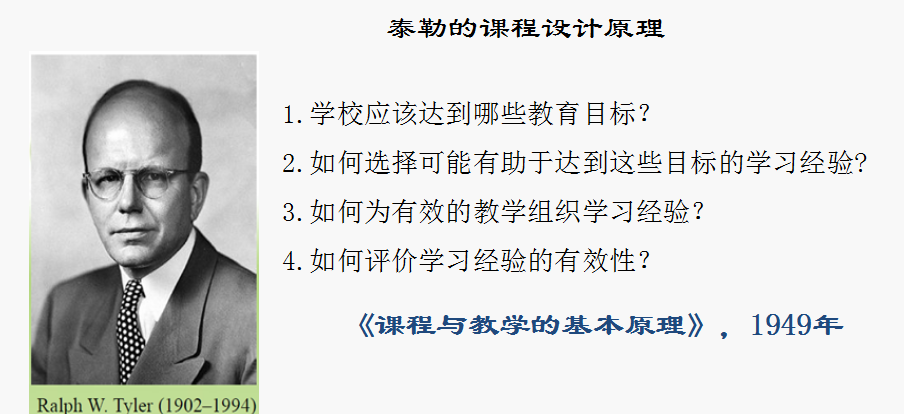 泰勒的课程设计原理
1.学校应该达到哪些教育目标？
2.如何选择可能有助于达到这些目标的学习经验?
3.如何为有效的教学组织学习经验？
4.如何评价学习经验的有效性？
《课程与教学的基本原理》，1949年
Ralph W. Tyler (1902–1994)